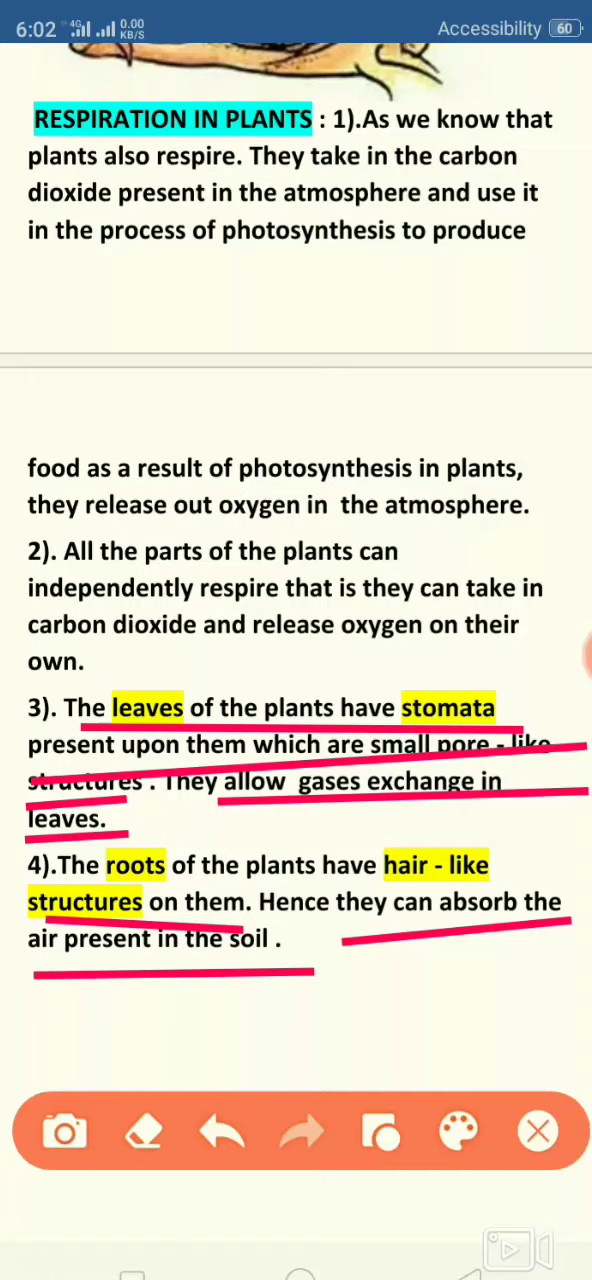 6:02 4G 0.00 KB/S Accessibility 60
RESPIRATION IN PLANTS : 1).As we know that
plants also respire. They take in the carbon
dioxide present in the atmosphere and use it
in the process of photosynthesis to produce
food as a result of photosynthesis in plants,
they release out oxygen in the atmosphere.
2). All the parts of the plants can
independently respire that is they can take in
carbon dioxide and release oxygen on their
own.
3). The leaves of the plants have stomata
present upon them which are small pore - like
structures . They allow gases exchange in
leaves.
4).The roots of the plants have hair - like
structures on them. Hence they can absorb the
air present in the soil .